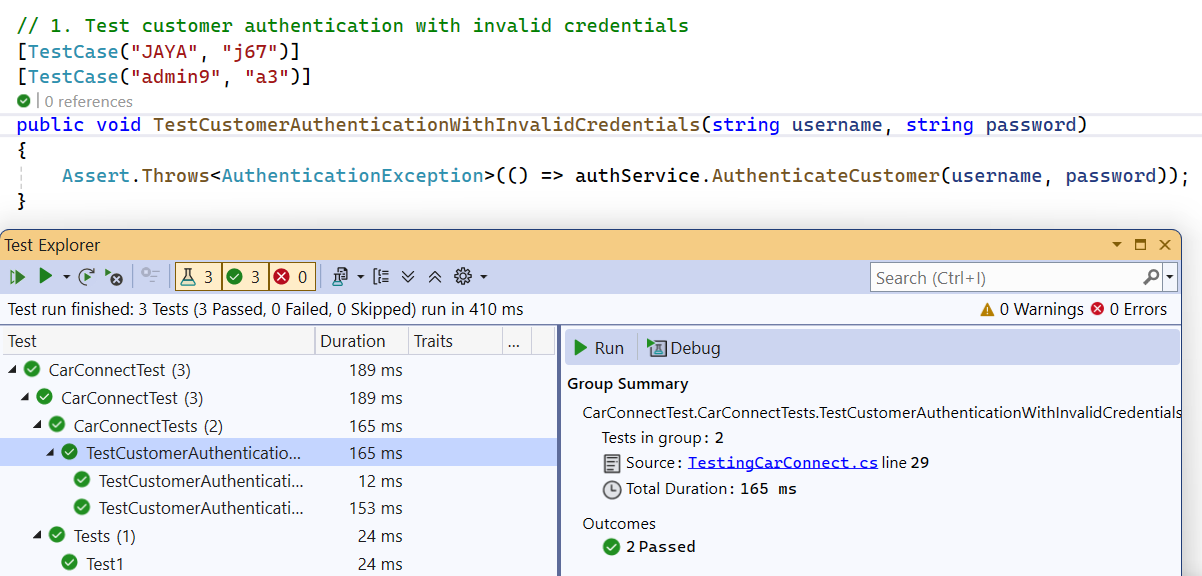 // 1. Test customer authentication with invalid credentials
[TestCase("JAYA", "j67")]
[TestCase("admin9", "a3")]
0 references
public void TestCustomerAuthenticationWithInvalidCredentials(string username, string password)
{
Assert.Throws<AuthenticationException>(() => authService.AuthenticateCustomer(username, password));
}
Test Explorer
3 3 0
Search (Ctrl+I)
Test run finished: 3 Tests (3 Passed, 0 Failed, 0 Skipped) run in 410 ms
0 Warnings 0 Errors
Test Duration Traits ...
CarConnectTest (3) 189 ms
CarConnectTest (3) 189 ms
CarConnectTests (2) 165 ms
TestCustomerAuthenticatio... 165 ms
TestCustomerAuthenticati... 12 ms
TestCustomerAuthenticati... 153 ms
Tests (1) 24 ms
Test1 24 ms
Run Debug
Group Summary
CarConnectTest.CarConnectTests.TestCustomerAuthenticationWithInvalidCredentials
Tests in group: 2
Source: TestingCarConnect.cs line 29
Total Duration: 165 ms
Outcomes
2 Passed